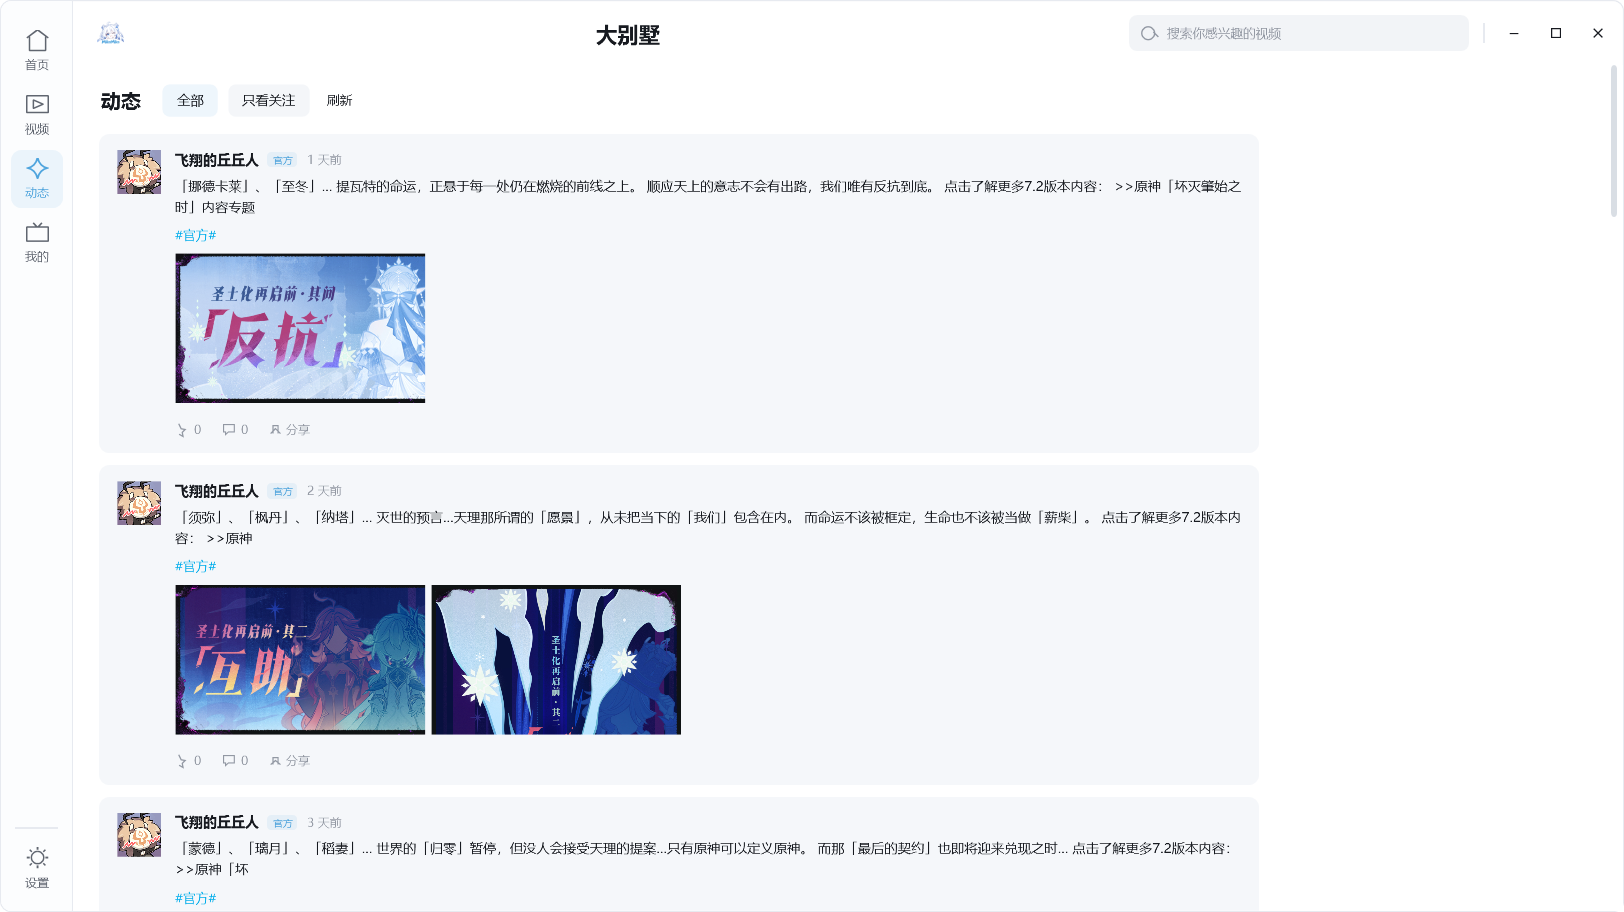 大别墅
搜索你感兴趣的视频
首页
视频
动态
我的
设置
动态
全部
只看关注
刷新
飞翔的丘丘人 官方 1 天前
「挪德卡莱」、「至冬」... 提瓦特的命运，正悬于每一处仍在燃烧的前线之上。 顺应天上的意志不会有出路，我们唯有反抗到底。 点击了解更多7.2版本内容： >>原神「坏灭肇始之
时」内容专题
#官方#
圣土化再启前·其间
「反抗」
0 0 分享
飞翔的丘丘人 官方 2 天前
「须弥」、「枫丹」、「纳塔」... 灭世的预言...天理那所谓的「愿景」，从未把当下的「我们」包含在内。 而命运不该被框定，生命也不该被当做「薪柴」。 点击了解更多7.2版本内
容： >>原神
#官方#
圣土化再启前·其二
「互助」
圣土化再启前·其二
0 0 分享
飞翔的丘丘人 官方 3 天前
「蒙德」、「璃月」、「稻妻」... 世界的「归零」暂停，但没人会接受天理的提案...只有原神可以定义原神。 而那「最后的契约」也即将迎来兑现之时... 点击了解更多7.2版本内容：
>>原神「坏
#官方#